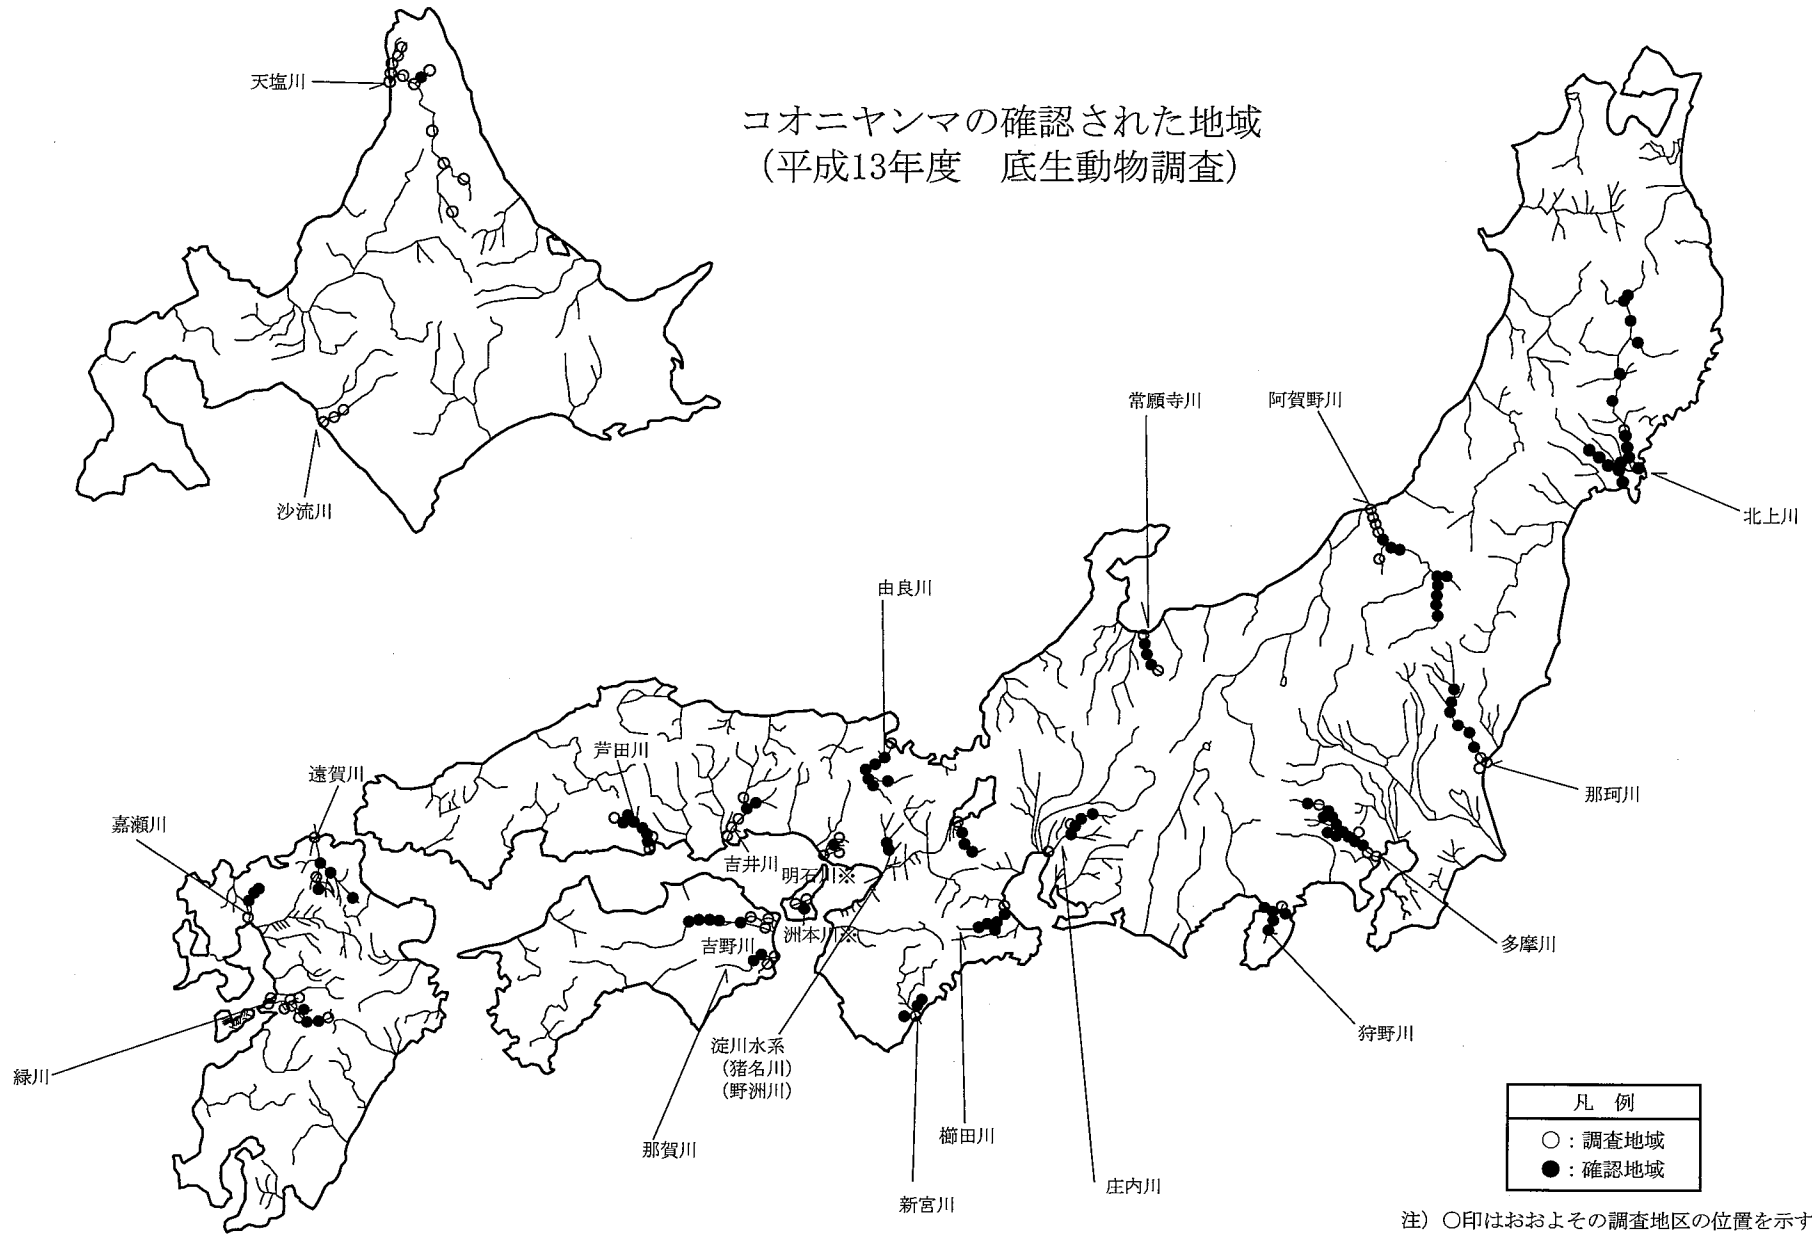 コオニヤンマの確認された地域
（平成13年度　底生動物調査）
天塩川
沙流川
常願寺川
阿賀野川
北上川
由良川
芦田川
遠賀川
嘉瀬川
吉井川
明石川※
洲本川※
吉野川
那珂川
多摩川
狩野川
緑川
淀川水系
（猪名川）
（野洲川）
那賀川
櫛田川
新宮川
庄内川
凡　例
○：調査地域
●：確認地域
注）○印はおおよその調査地区の位置を示す